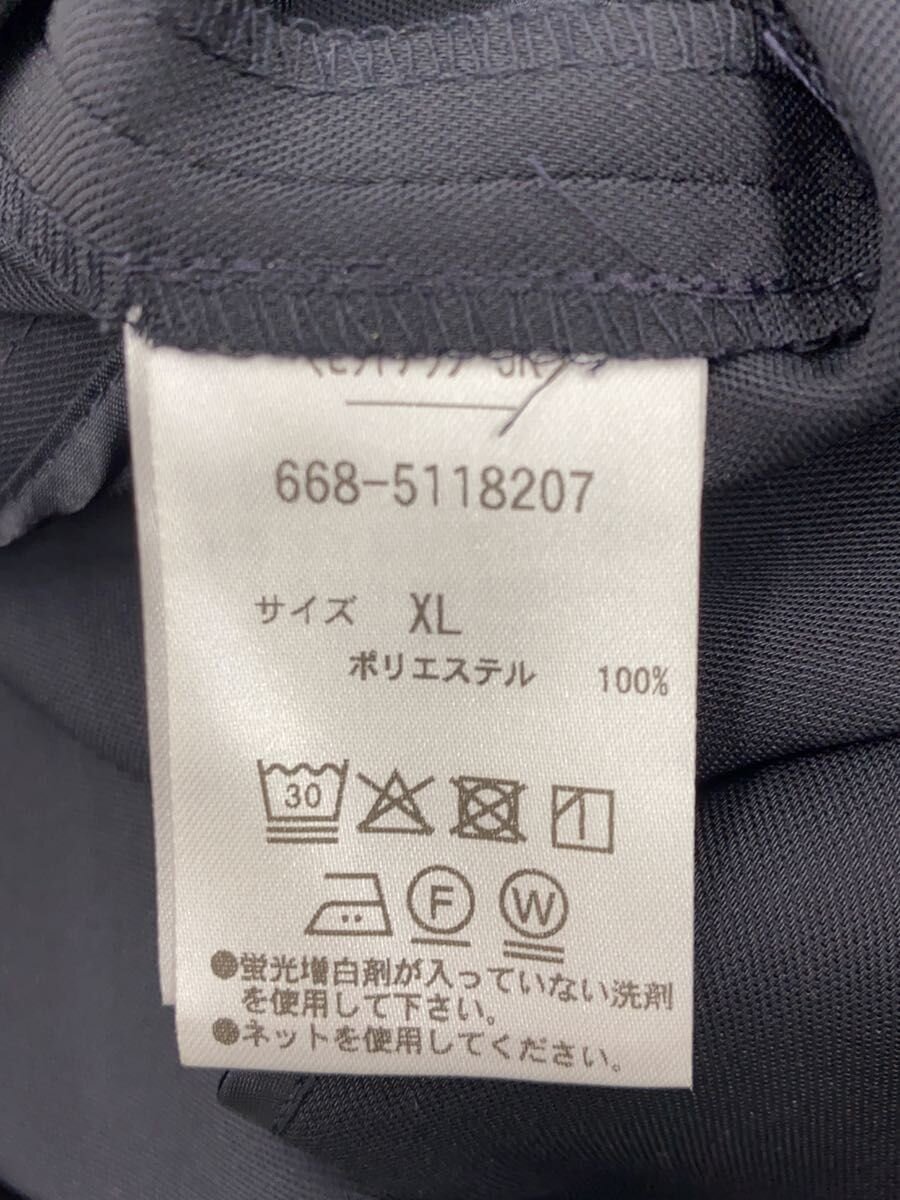 668-5118207
サイズ XL
ポリエステル 100%
30
F W
●蛍光増白剤が入っていない洗剤
を使用して下さい。
●ネットを使用してください。